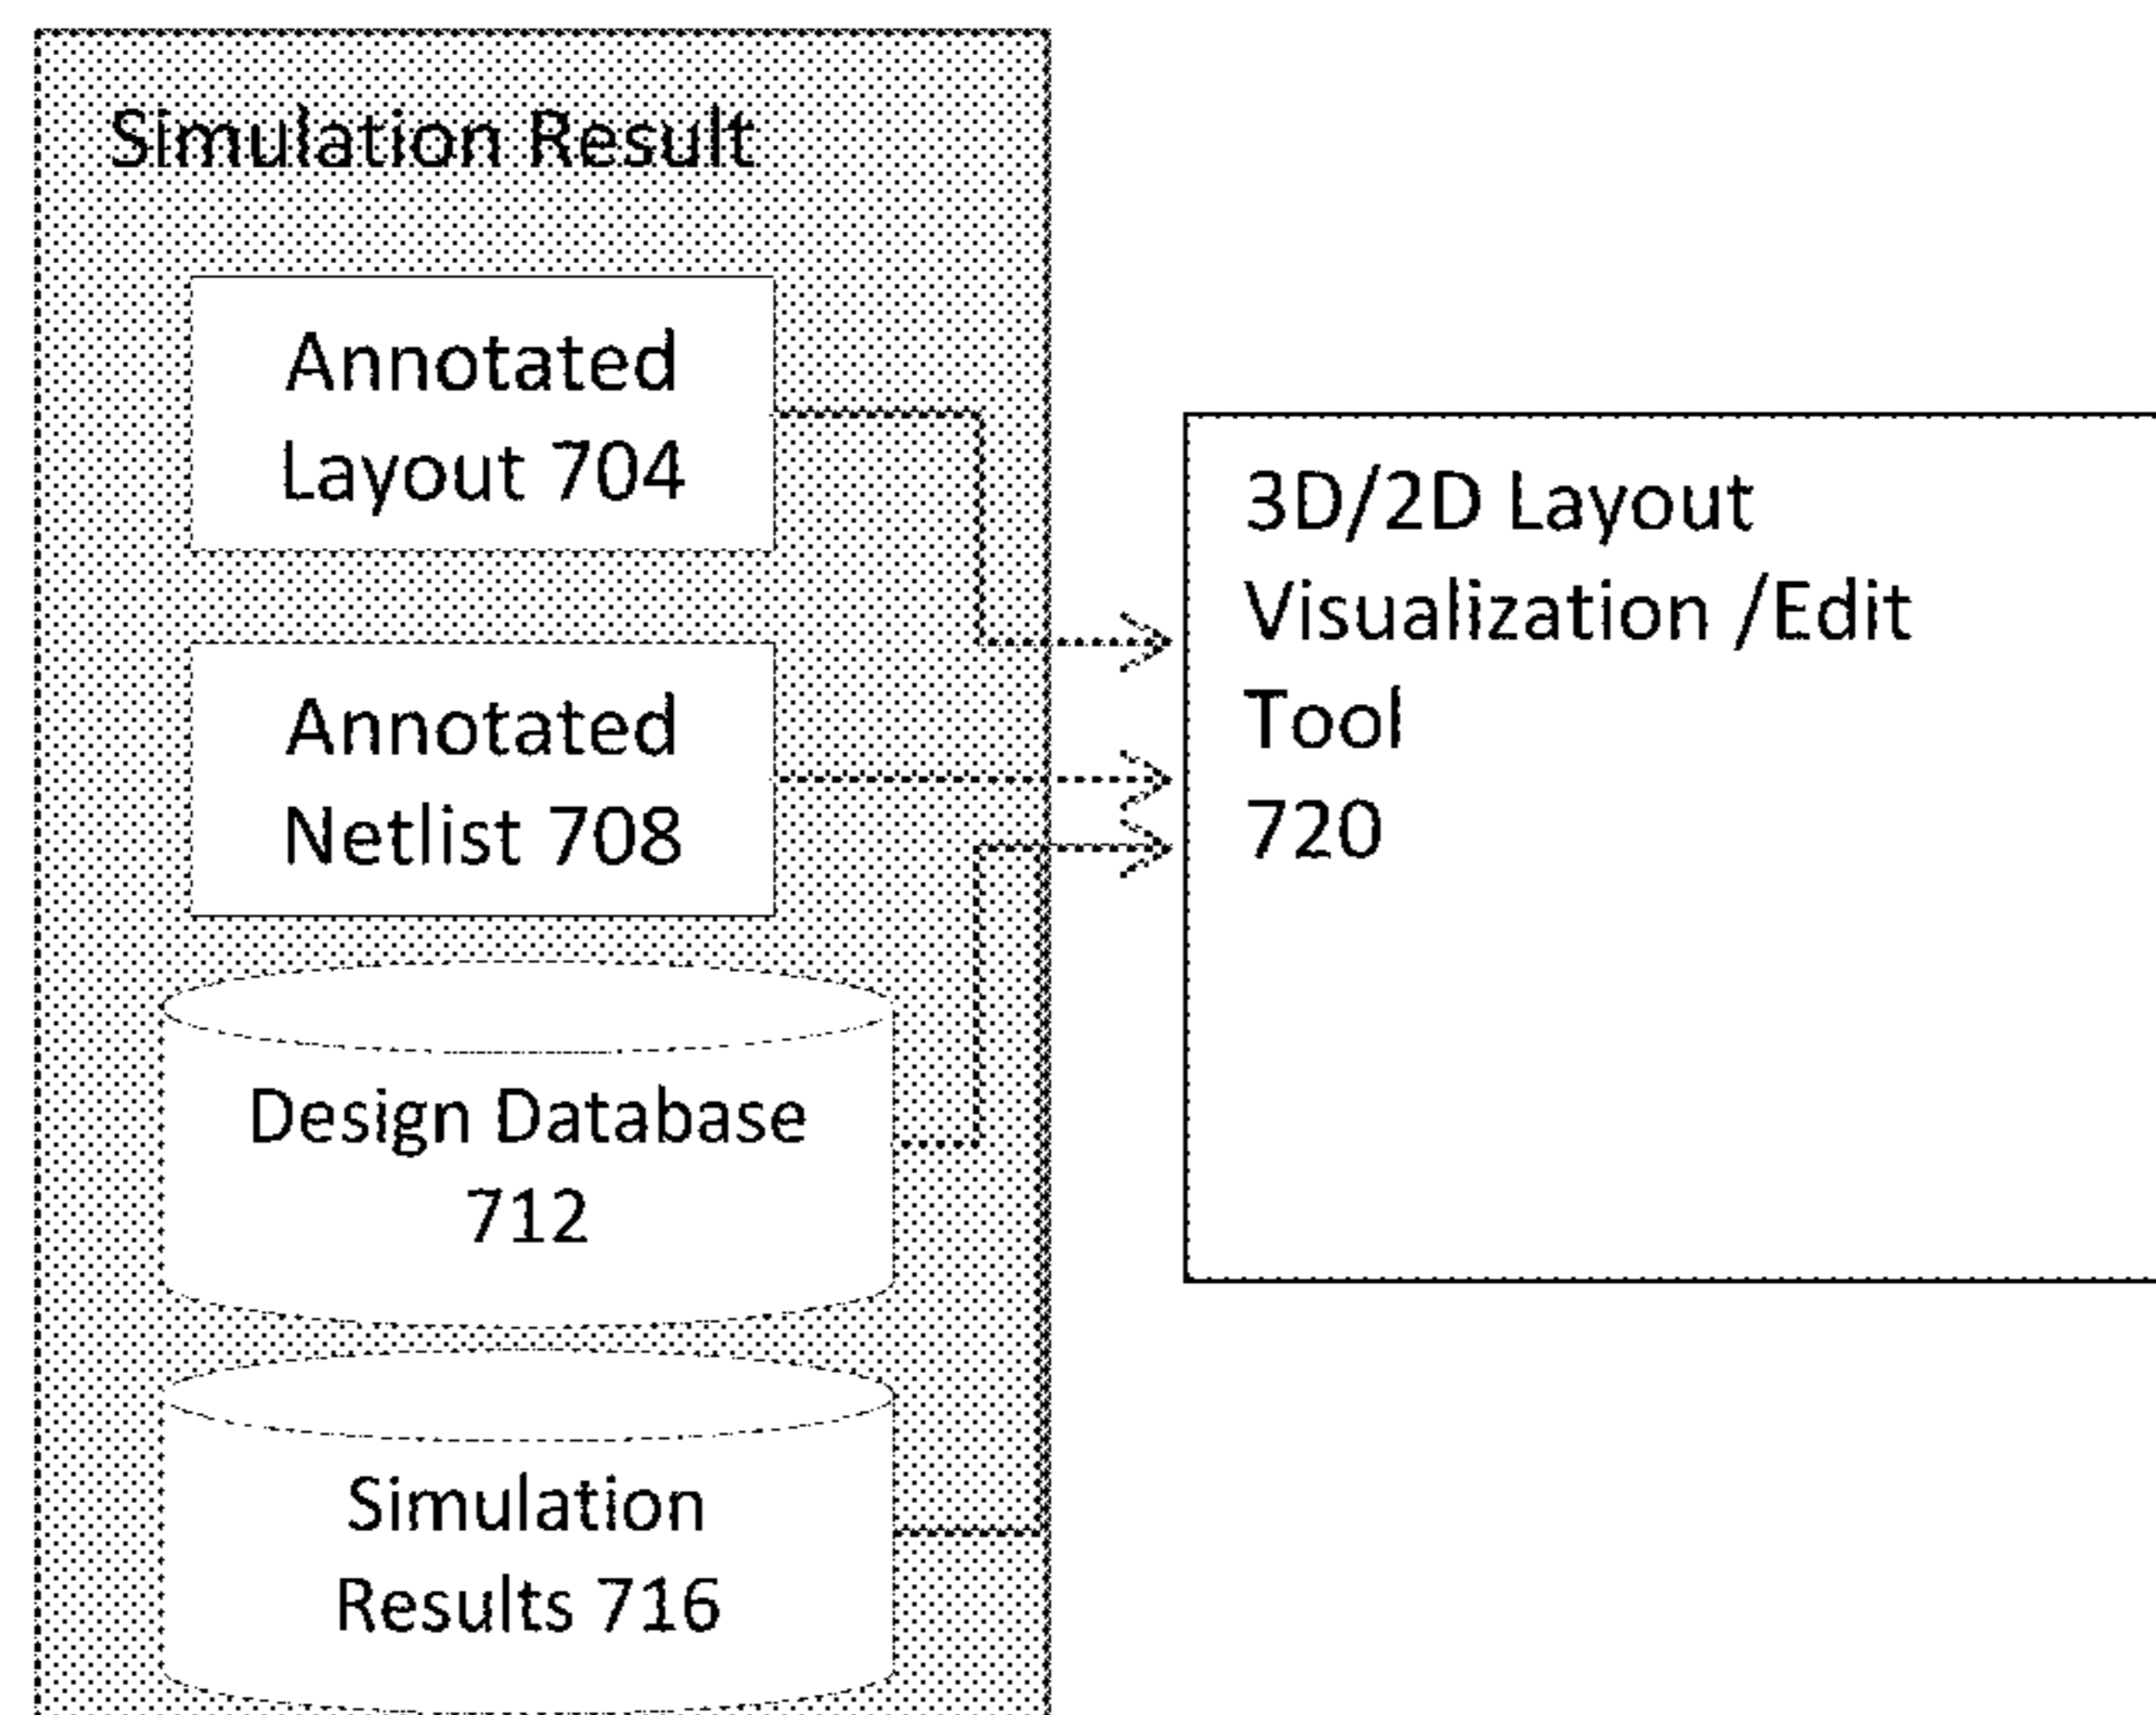 Simulation Result
Annotated
Layout 704
Annotated
Netlist 708
Design Database
712
Simulation
Results 716
3D/2D Layout
Visualization /Edit
Tool
720